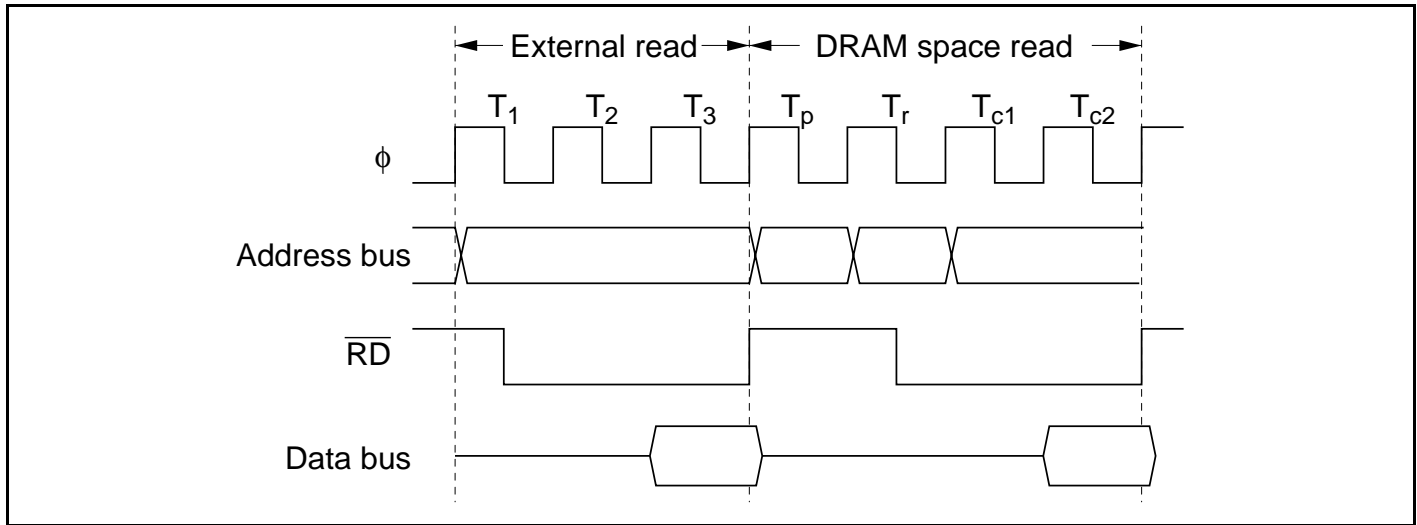 External read DRAM space read
T1 T2 T3 Tp Tr Tc1 Tc2
ϕ
Address bus
RD
Data bus